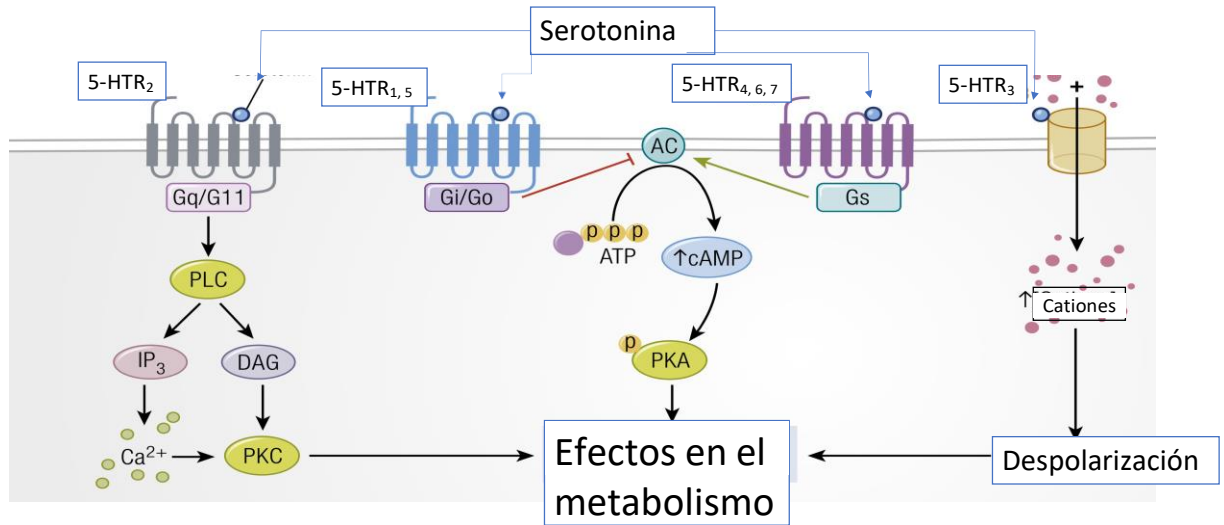 Serotonina
5-HTR₂
5-HTR₁, ₅
5-HTR₄, ₆, ₇
5-HTR₃
+
AC
Gq/G11
Gi/Go
Gs
p p p
ATP
↑cAMP
PLC
↑
Cationes
IP₃
DAG
p
PKA
Ca²⁺
PKC
Efectos en el
metabolismo
Despolarización